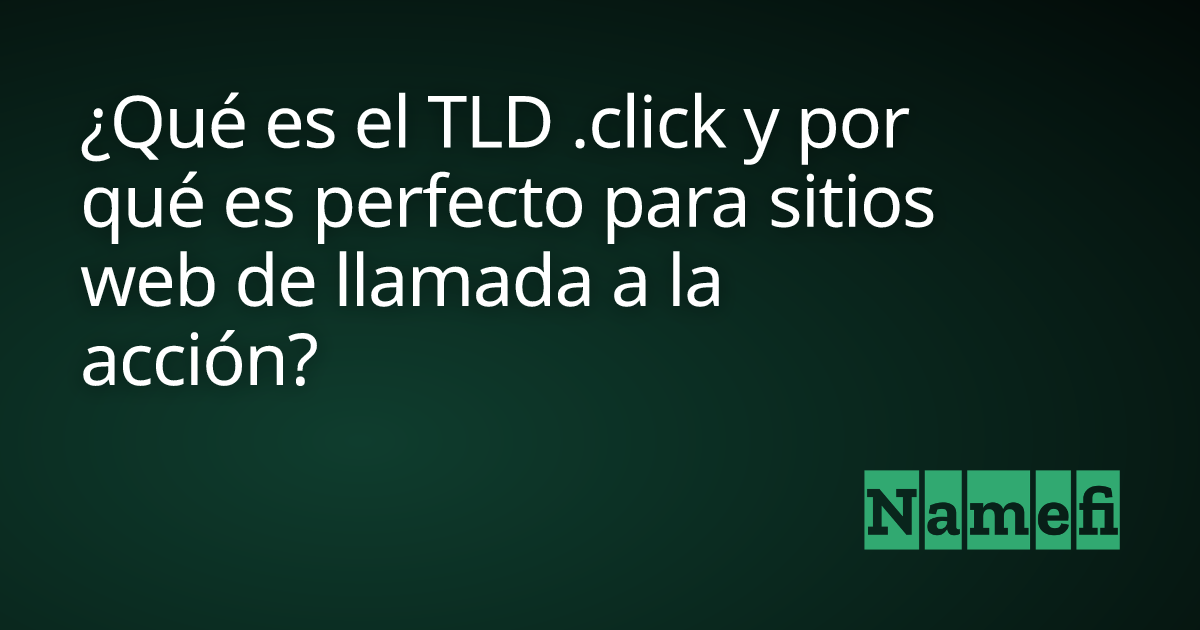 ¿Qué es el TLD .click y por
qué es perfecto para sitios
web de llamada a la
acción?
Namefi